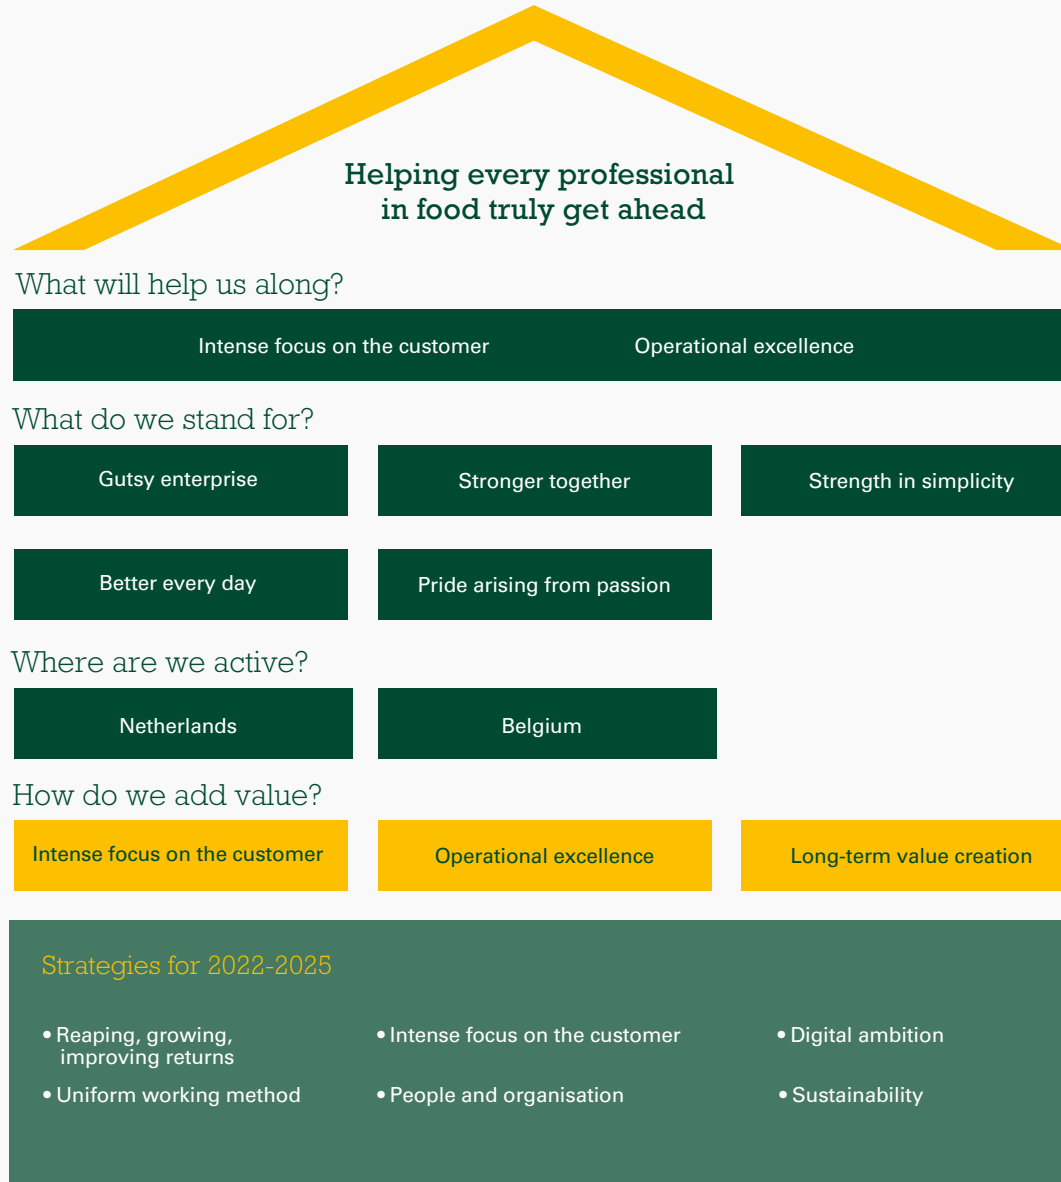 Helping every professional
in food truly get ahead
What will help us along?
Intense focus on the customer
Operational excellence
What do we stand for?
Gutsy enterprise
Stronger together
Strength in simplicity
Better every day
Pride arising from passion
Where are we active?
Netherlands
Belgium
How do we add value?
Intense focus on the customer
Operational excellence
Long-term value creation
Strategies for 2022-2025
• Reaping, growing,
improving returns
• Intense focus on the customer
• Digital ambition
• Uniform working method
• People and organisation
• Sustainability